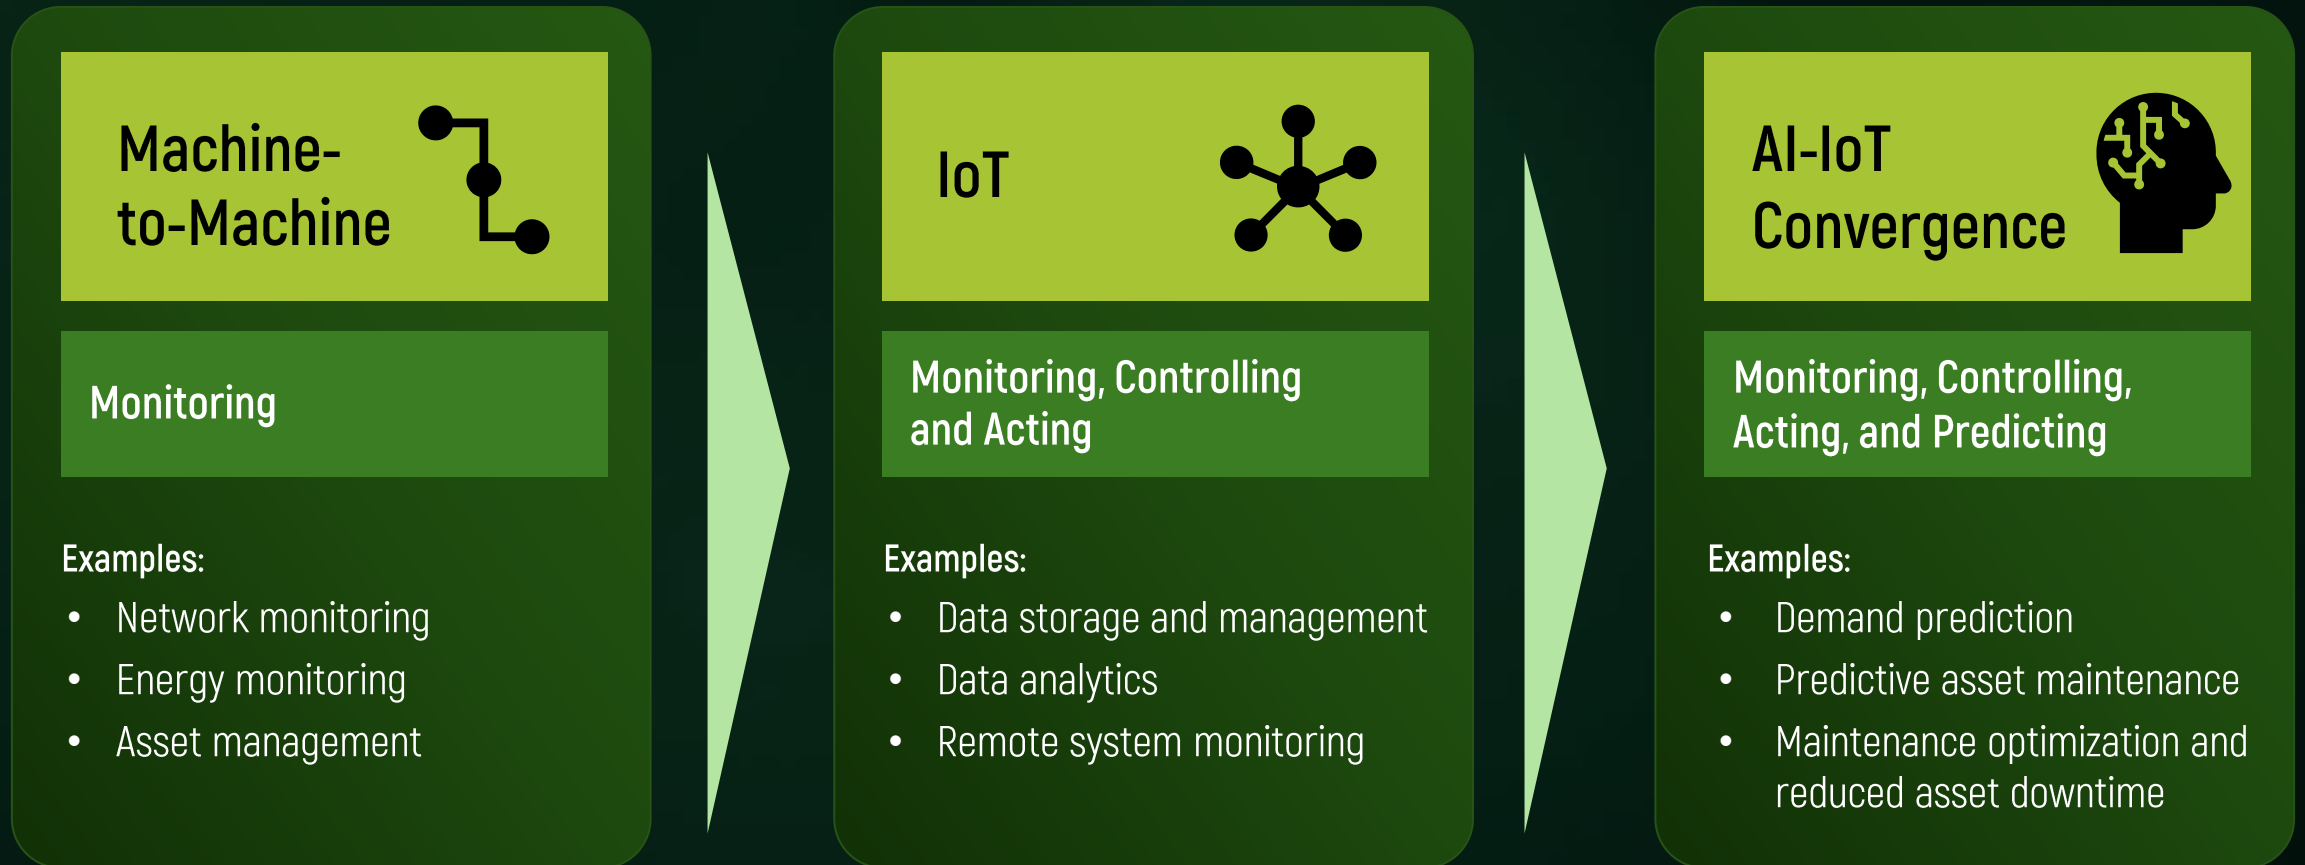 Machine-
to-Machine
Monitoring
Examples:
• Network monitoring
• Energy monitoring
• Asset management
IoT
Monitoring, Controlling
and Acting
Examples:
• Data storage and management
• Data analytics
• Remote system monitoring
AI-IoT
Convergence
Monitoring, Controlling,
Acting, and Predicting
Examples:
• Demand prediction
• Predictive asset maintenance
• Maintenance optimization and
reduced asset downtime